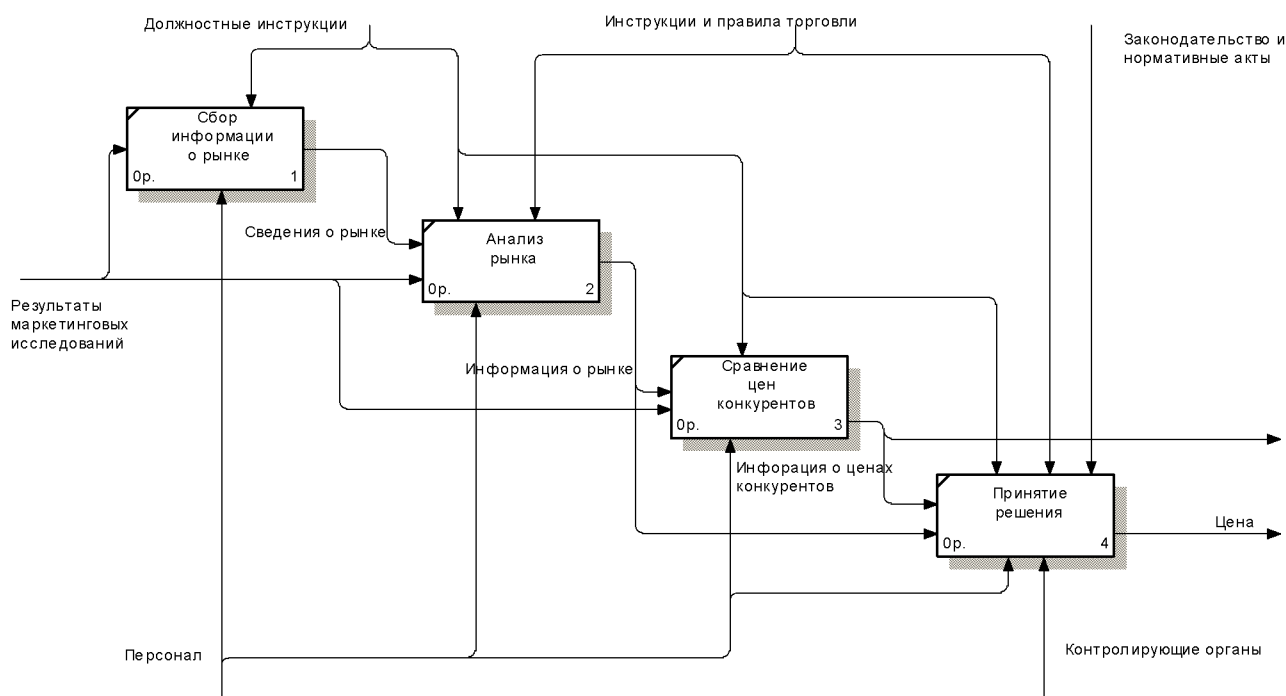 Должностные инструкции
Инструкции и правила торговли
Законодательство и
нормативные акты
Сбор
информации
о рынке
0р.
1
Сведения о рынке
Анализ
рынка
0р.
2
Результаты
маркетинговых
исследований
Информация о рынке
Сравнение
цен
конкурентов
0р.
3
Инфорация о ценах
конкурентов
Принятие
решения
0р.
4
Цена
Персонал
Контролирующие органы